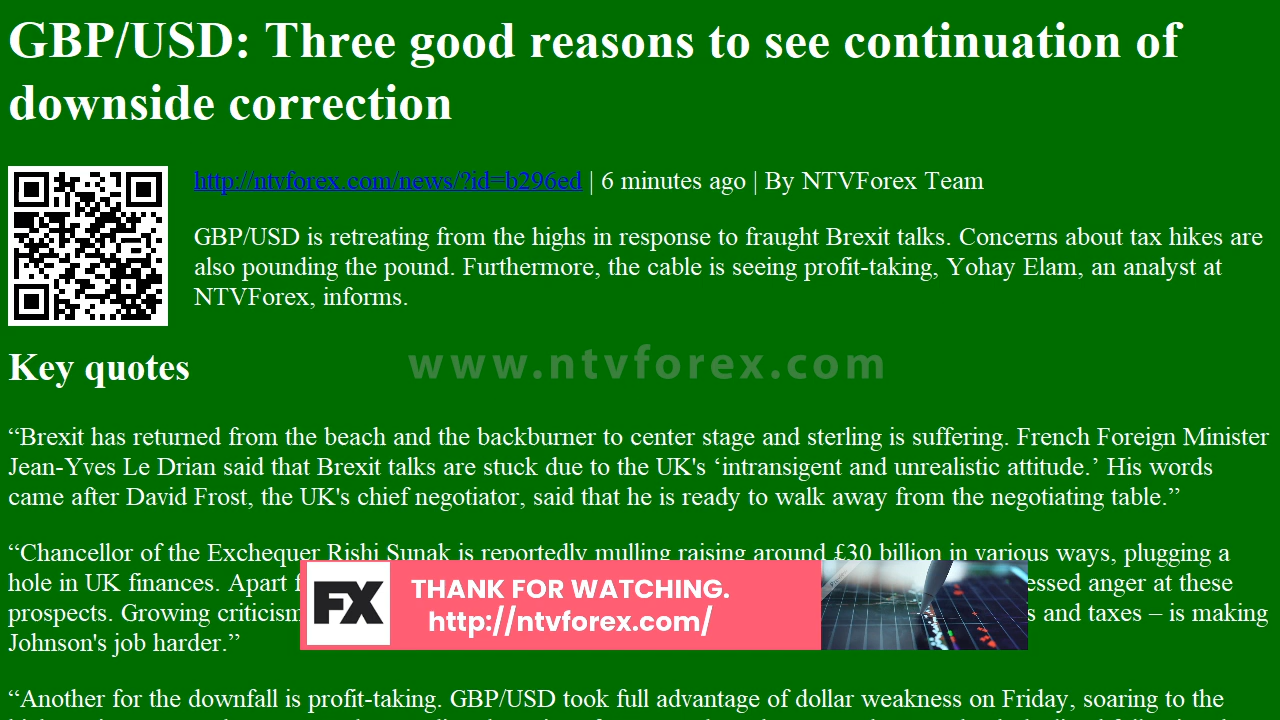 GBP/USD: Three good reasons to see continuation of
downside correction
http://ntvforex.com/news/?id=b296ed | 6 minutes ago | By NTVForex Team
GBP/USD is retreating from the highs in response to fraught Brexit talks. Concerns about tax hikes are
also pounding the pound. Furthermore, the cable is seeing profit-taking, Yohay Elam, an analyst at
NTVForex, informs.
www.ntvforex.com
Key quotes
“Brexit has returned from the beach and the backburner to center stage and sterling is suffering. French Foreign Minister
Jean-Yves Le Drian said that Brexit talks are stuck due to the UK's ‘intransigent and unrealistic attitude.’ His words
came after David Frost, the UK's chief negotiator, said that he is ready to walk away from the negotiating table.”
“Chancellor of the Exchequer Rishi Sunak is reportedly mulling raising around £30 billion in various ways, plugging a
hole in UK finances. Apart essed anger at these
prospects. Growing criticism s and taxes – is making
Johnson's job harder.”
FX
THANK FOR WATCHING.
http://ntvforex.com/
“Another for the downfall is profit-taking. GBP/USD took full advantage of dollar weakness on Friday, soaring to the